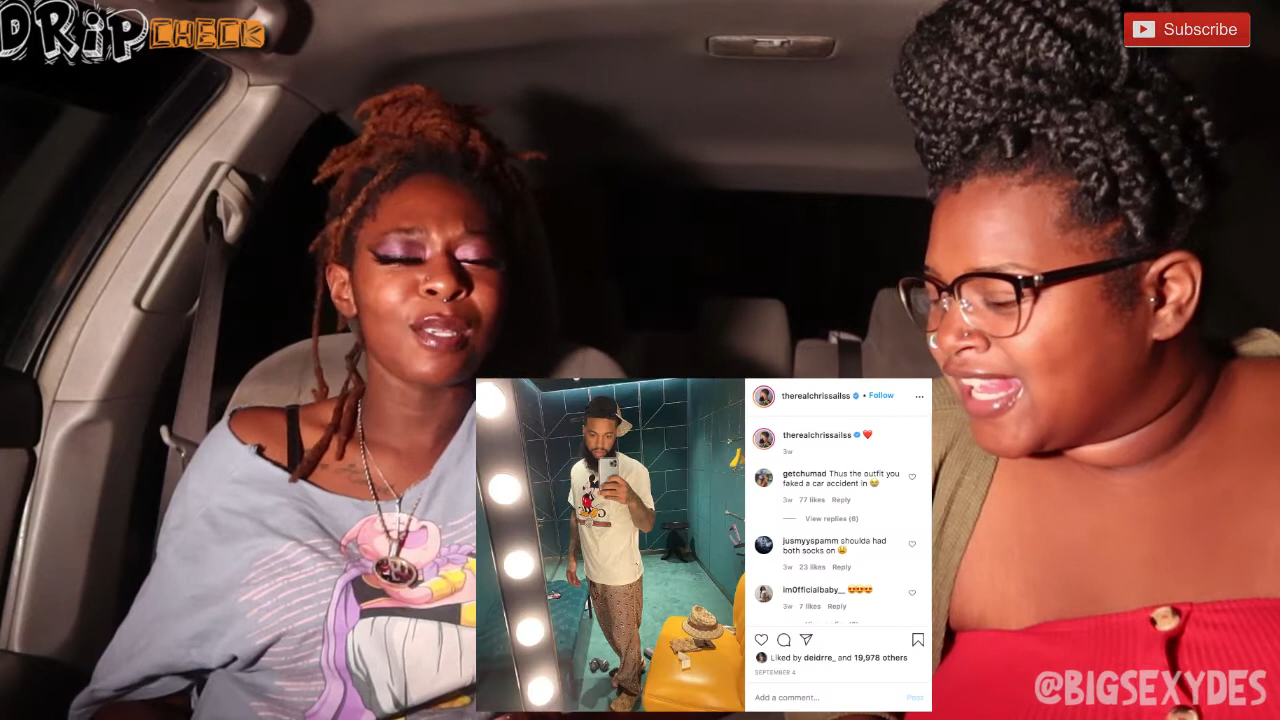 DRiP CHECK
Subscribe
therealchrissailss • Follow
therealchrissailss
3w
getchumad Thus the outfit you
faked a car accident in
3w 77 likes Reply
View replies (6)
jusmyyspamm shoulda had
both socks on
3w 23 likes Reply
im0fficialbaby__
3w 7 likes Reply
Liked by deidrre_ and 19,978 others
SEPTEMBER 4
Add a comment...
Post
@BIGSEXYDES